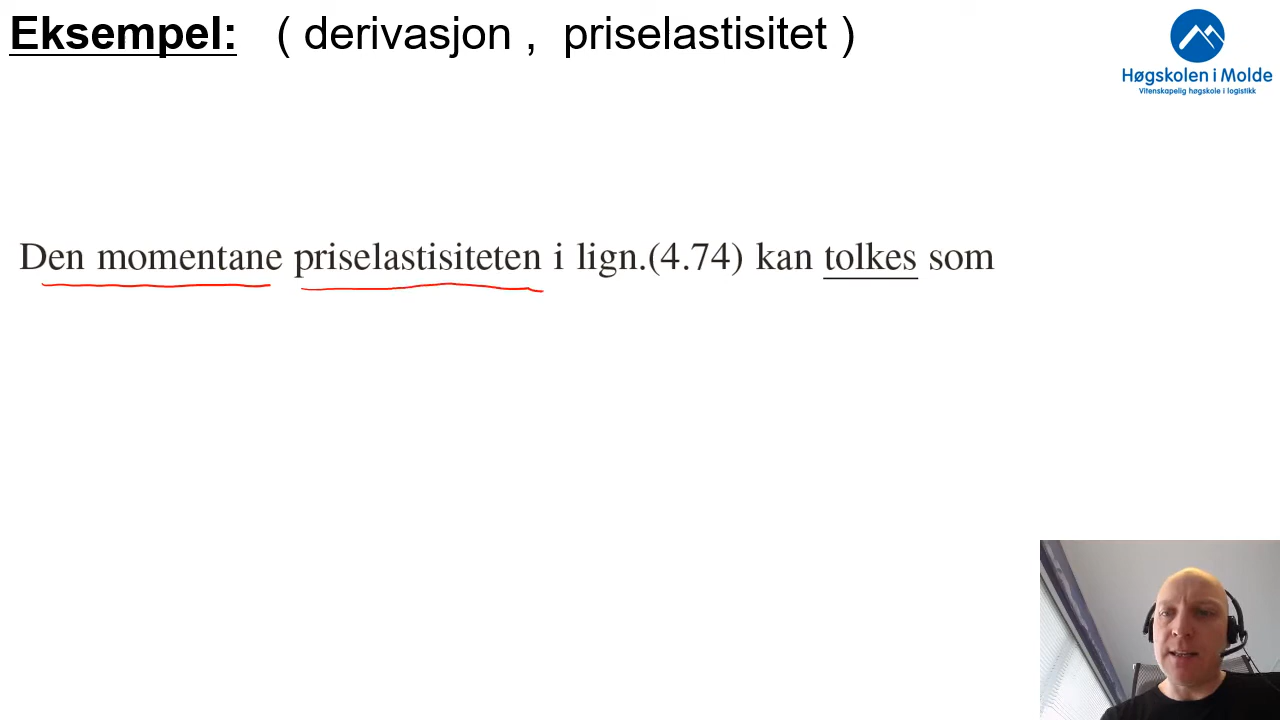 Eksempel: ( derivasjon , priselastisitet )
Høgskolen i Molde
Vitenskapelig høgskole i logistikk
Den momentane priselastisiteten i lign.(4.74) kan tolkes som